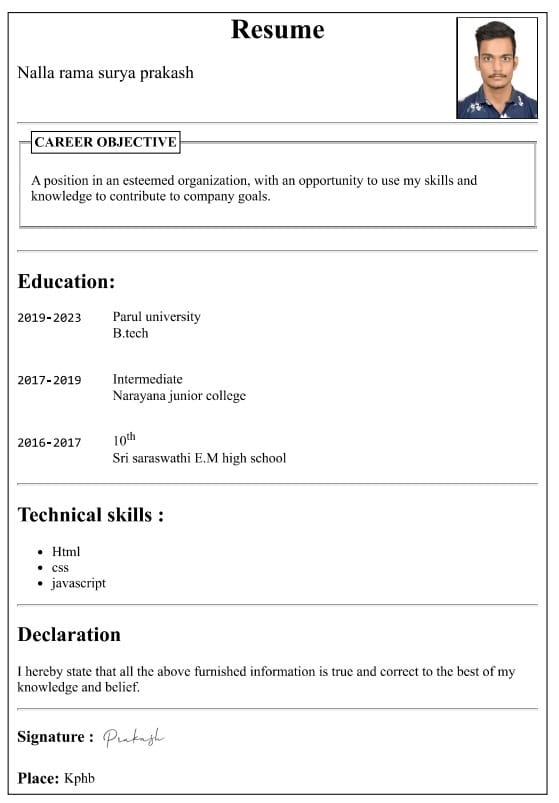 Resume
Nalla rama surya prakash
CAREER OBJECTIVE
A position in an esteemed organization, with an opportunity to use my skills and
knowledge to contribute to company goals.
Education:
2019-2023 Parul university
B.tech
2017-2019 Intermediate
Narayana junior college
2016-2017 10th
Sri saraswathi E.M high school
Technical skills :
• Html
• css
• javascript
Declaration
I hereby state that all the above furnished information is true and correct to the best of my
knowledge and belief.
Signature : Prakash
Place: Kphb